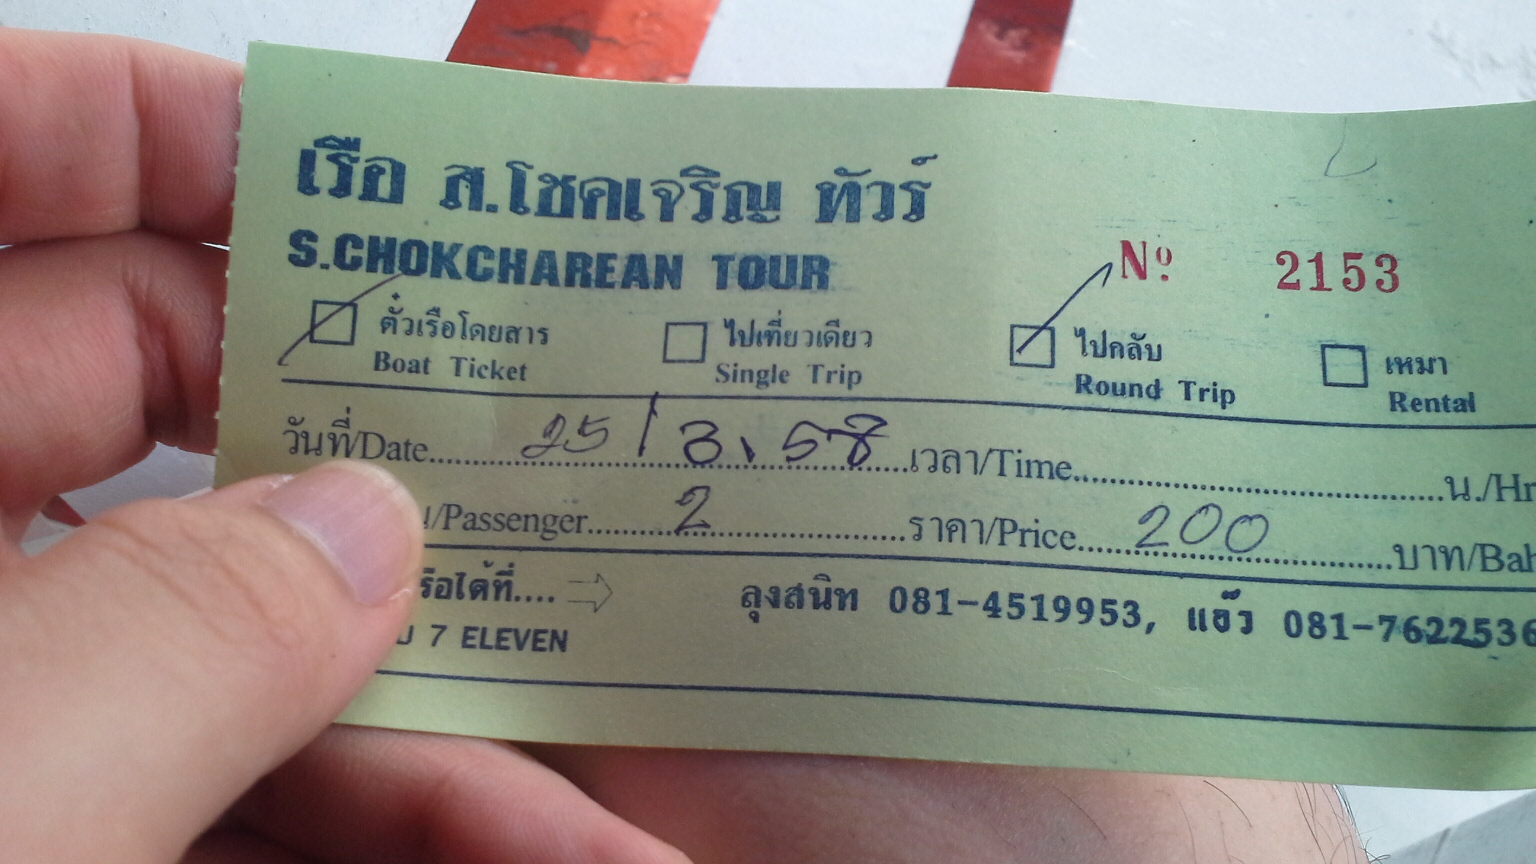 เรือ ส.โชคเจริญ ทัวร์
S.CHOKCHAREAN TOUR
Nº 2153
ตั๋วเรือโดยสาร ไปเที่ยวเดียว ไปกลับ เหมา
Boat Ticket Single Trip Round Trip Rental
วันที่/Date 25/3.58 เวลา/Time น./Hr
/Passenger 2 ราคา/Price 200 บาท/Bah
รือได้ที่.... ลุงสนิท 081-4519953, แอ๊ว 081-7622536
7 ELEVEN